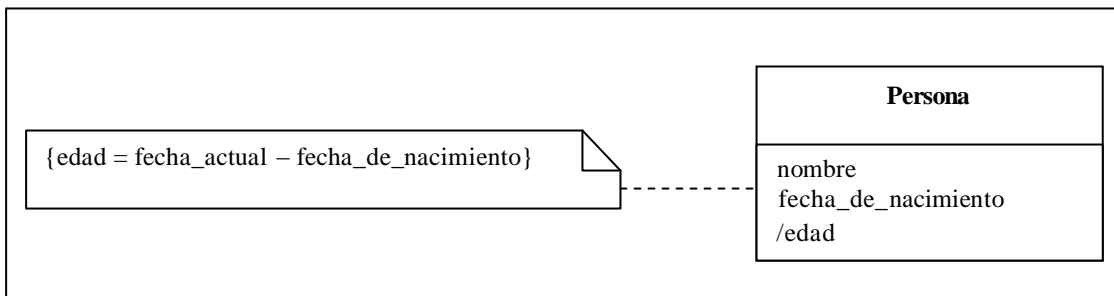 {edad = fecha_actual – fecha_de_nacimiento}
Persona
nombre
fecha_de_nacimiento
/edad